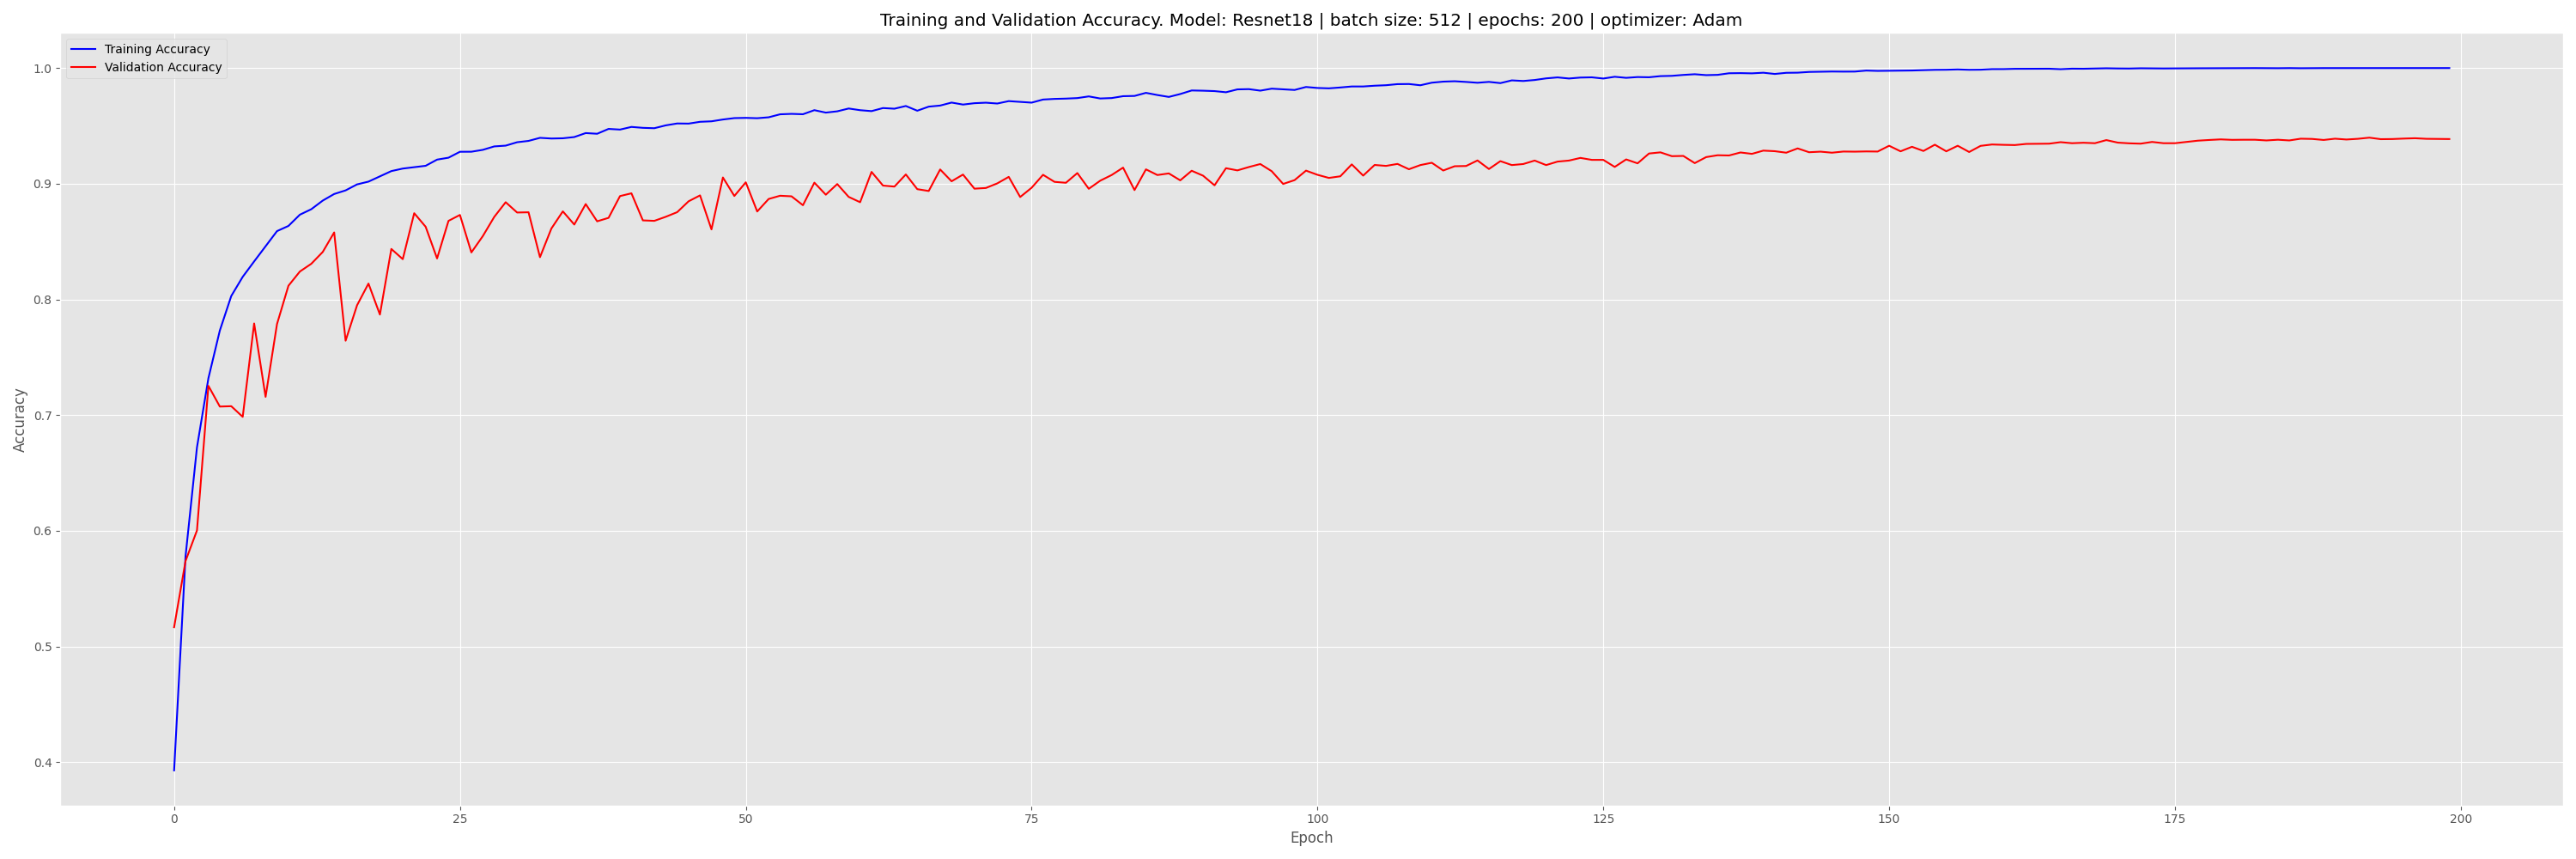 Training and Validation Accuracy. Model: Resnet18 | batch size: 512 | epochs: 200 | optimizer: Adam
Training Accuracy
Validation Accuracy
1.0
0.9
0.8
0.7
0.6
0.5
0.4
Accuracy
0 25 50 75 100 125 150 175 200
Epoch